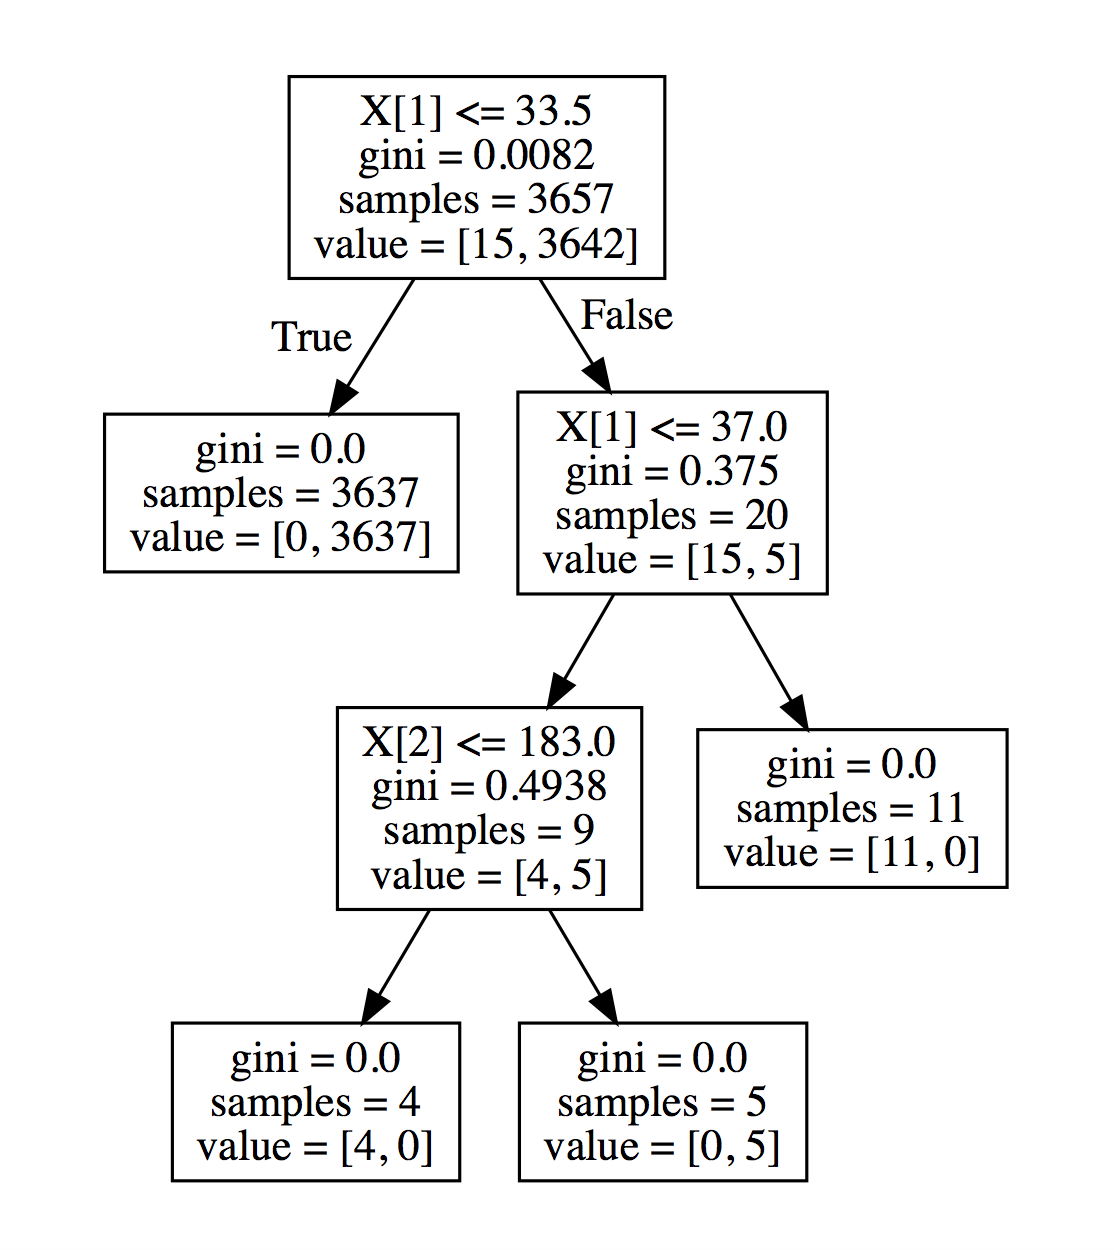 X[1] <= 33.5
gini = 0.0082
samples = 3657
value = [15, 3642]
True
False
gini = 0.0
samples = 3637
value = [0, 3637]
X[1] <= 37.0
gini = 0.375
samples = 20
value = [15, 5]
X[2] <= 183.0
gini = 0.4938
samples = 9
value = [4, 5]
gini = 0.0
samples = 11
value = [11, 0]
gini = 0.0
samples = 4
value = [4, 0]
gini = 0.0
samples = 5
value = [0, 5]